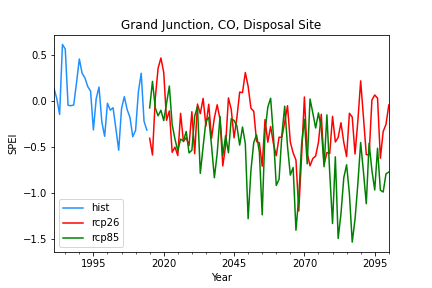 Grand Junction, CO, Disposal Site
0.5
0.0
−0.5
−1.0
−1.5
SPEI
hist
rcp26
rcp85
1995 2020 2045 2070 2095
Year